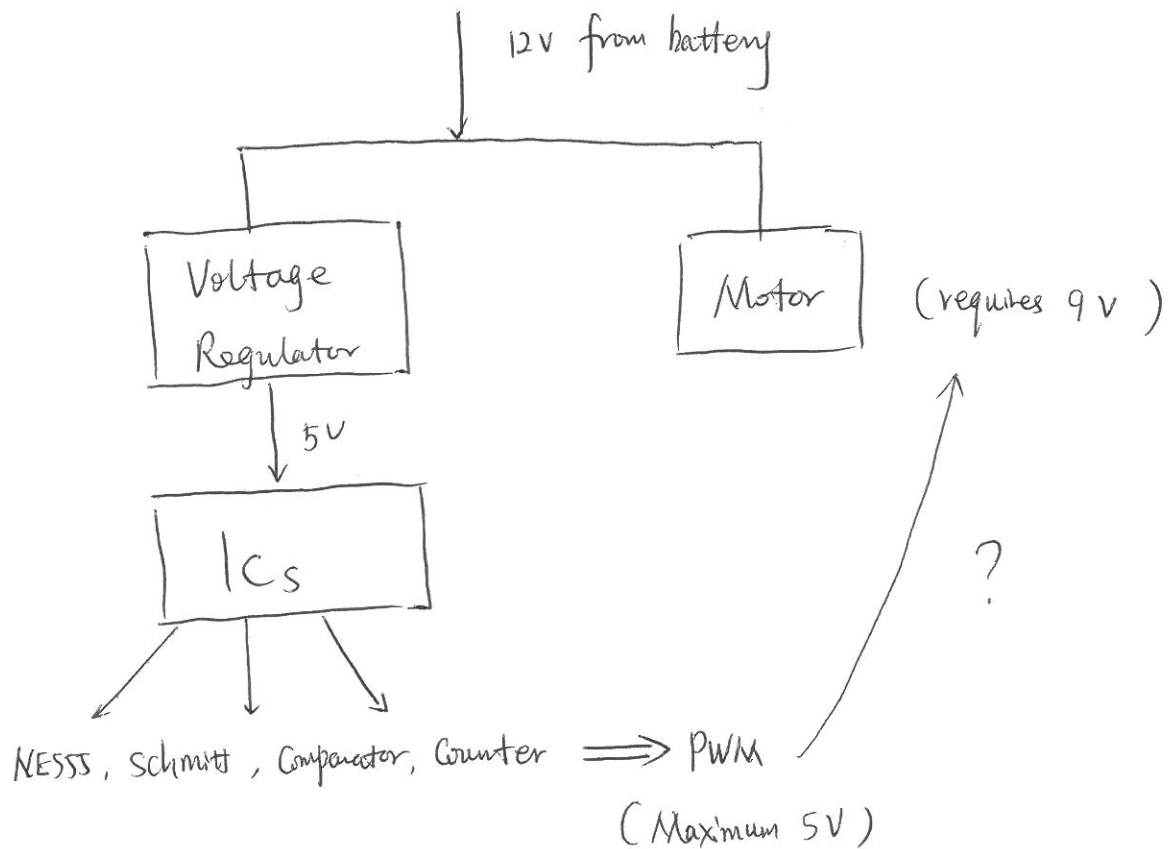 12V from battery
Voltage
Regulator
Motor
(requires 9V)
5V
ICs
?
NE555, Schmitt, Comparator, Counter
PWM
(Maximum 5V)